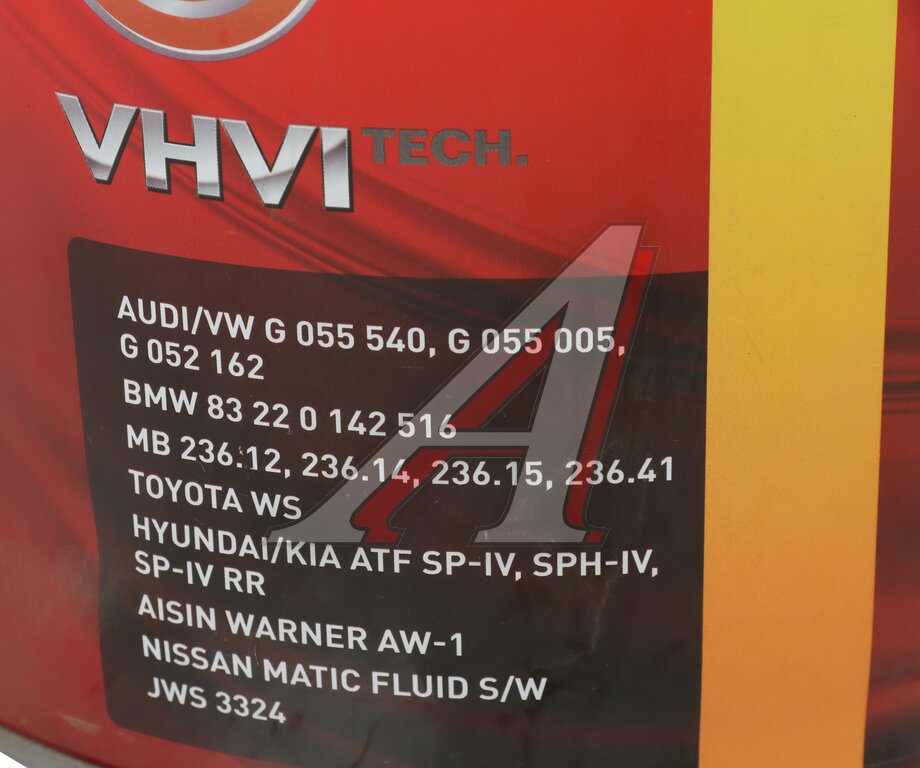 VHVI TECH.
AUDI/VW G 055 540, G 055 005,
G 052 162
BMW 83 22 0 142 516
MB 236.12, 236.14, 236.15, 236.41
TOYOTA WS
HYUNDAI/KIA ATF SP-IV, SPH-IV,
SP-IV RR
AISIN WARNER AW-1
NISSAN MATIC FLUID S/W
JWS 3324